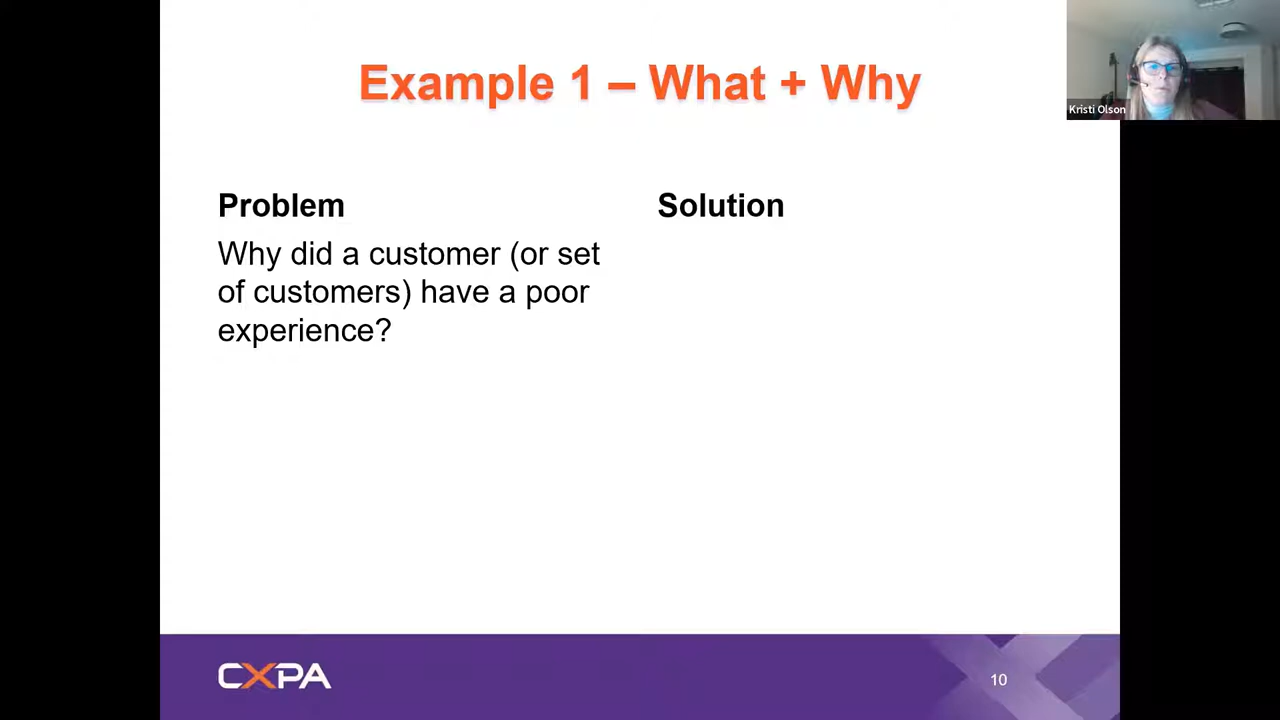 Example 1 – What + Why
Kristi Olson
Problem
Why did a customer (or set
of customers) have a poor
experience?
Solution
CXPA
10